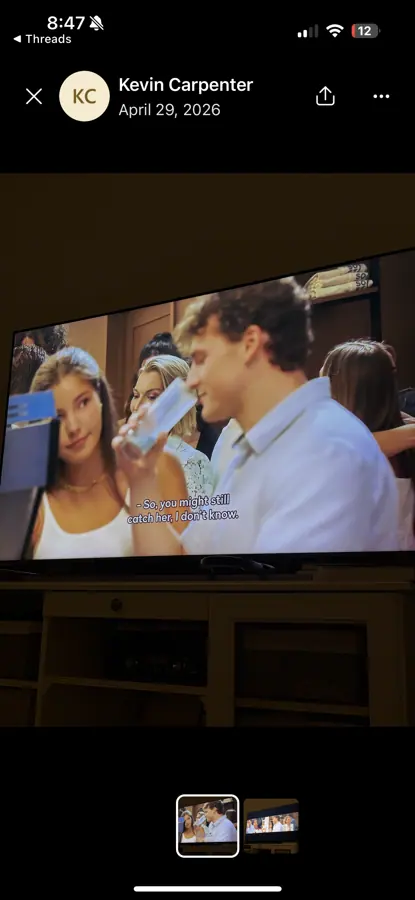 8:47
12
Threads
KC
Kevin Carpenter
April 29, 2026
- So, you might still
catch her, I don't know.